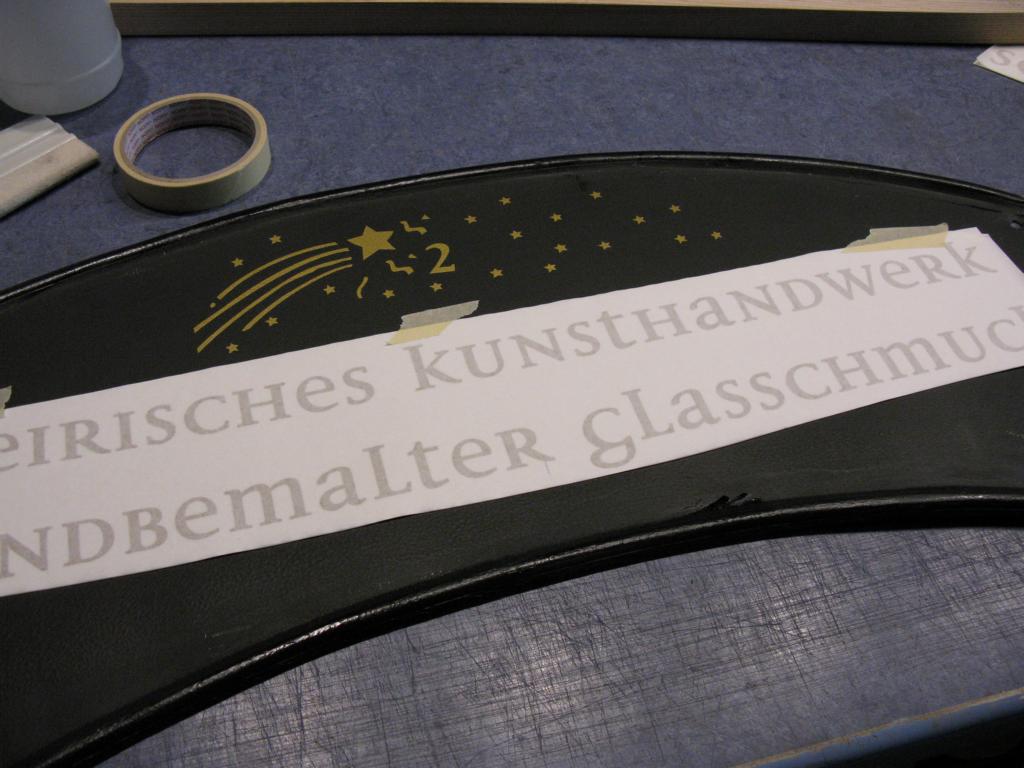 2
EIRISCHES KUNSTHANDWERK
NDBEMALTER GLASSCHMUC